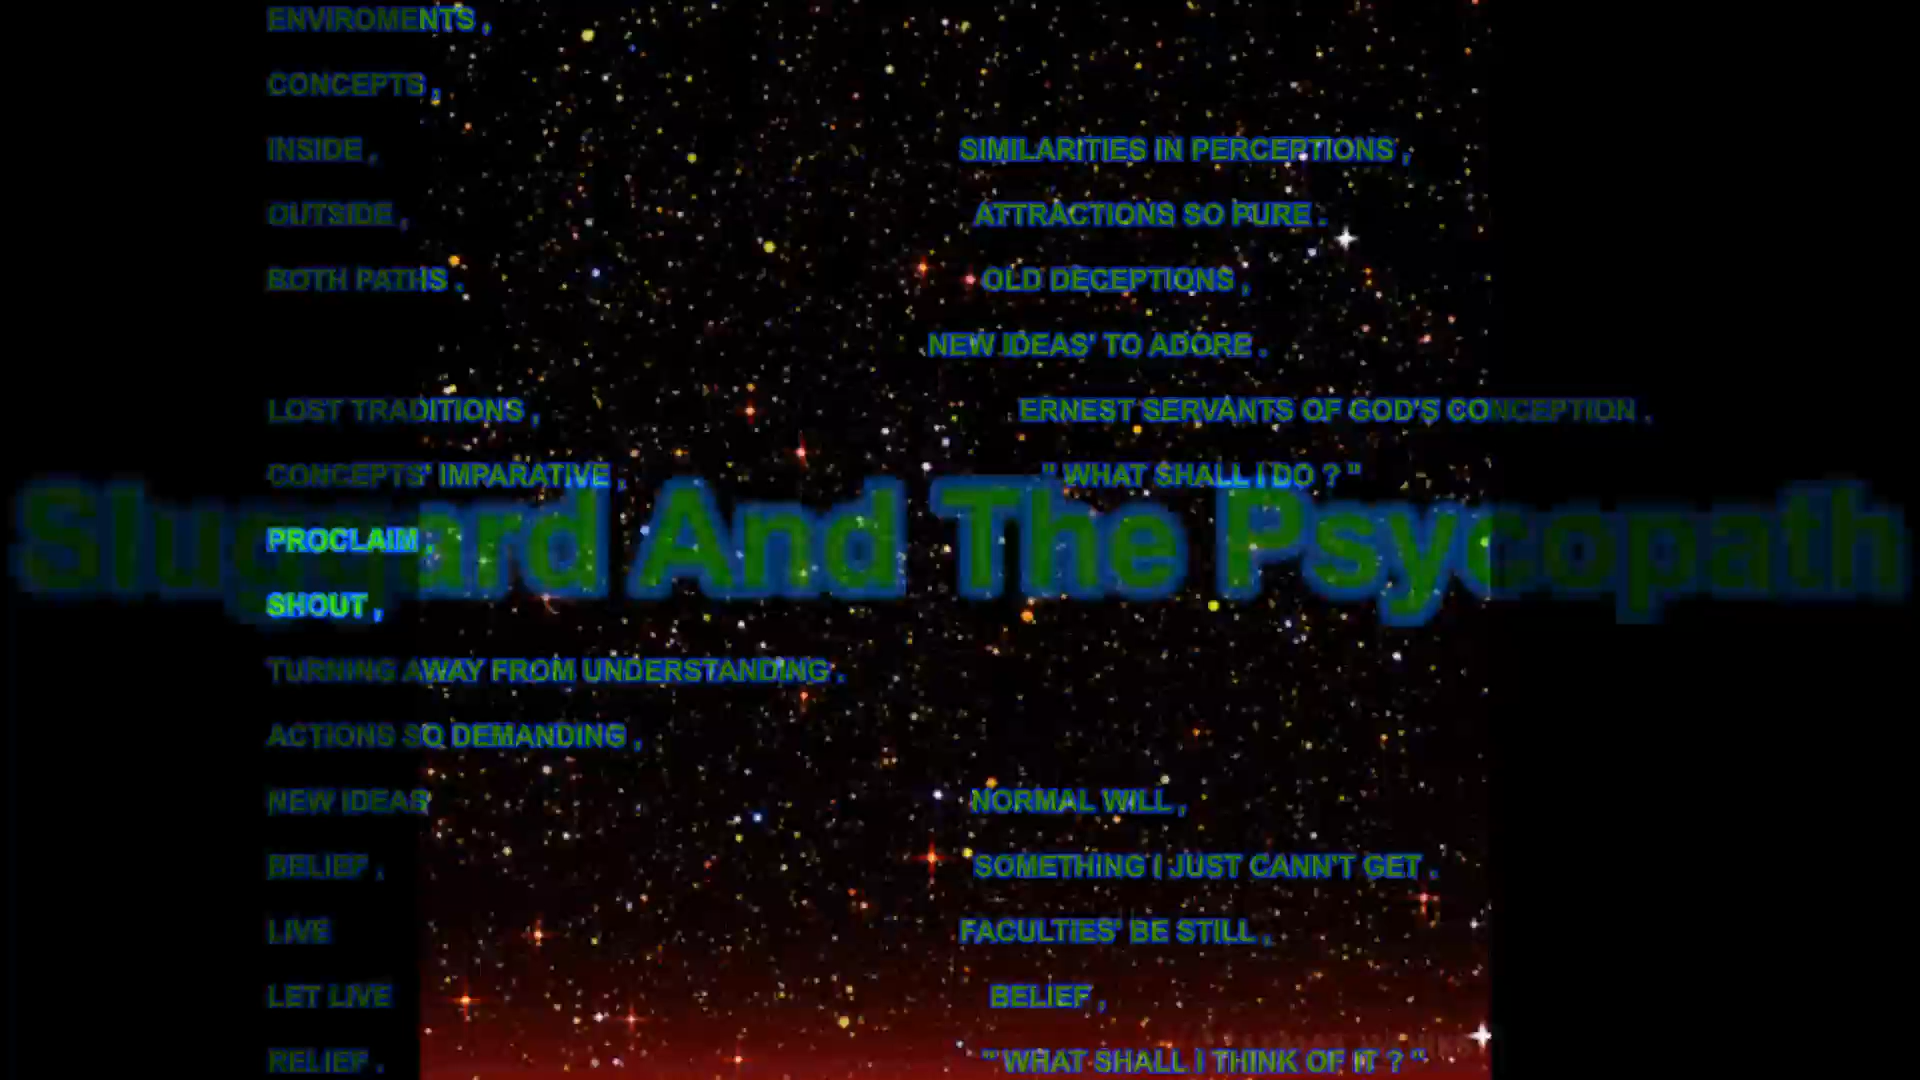 ENVIROMENTS ,
CONCEPTS ,
INSIDE ,
OUTSIDE ,
BOTH PATHS .
LOST TRADITIONS ,
CONCEPTS' IMPARATIVE ,
PROCLAIM ,
SHOUT ,
TURNING AWAY FROM UNDERSTANDING .
ACTIONS SO DEMANDING ,
NEW IDEAS'
BELIEF ,
LIVE
LET LIVE
RELIEF .
SIMILARITIES IN PERCEPTIONS ,
ATTRACTIONS SO PURE .
OLD DECEPTIONS ,
NEW IDEAS' TO ADORE .
ERNEST SERVANTS OF GOD'S CONCEPTION .
" WHAT SHALL I DO ? "
NORMAL WILL ,
SOMETHING I JUST CANN'T GET .
FACULTIES' BE STILL ,
BELIEF ,
" WHAT SHALL I THINK OF IT ? "
Sluggard And The Psycopath